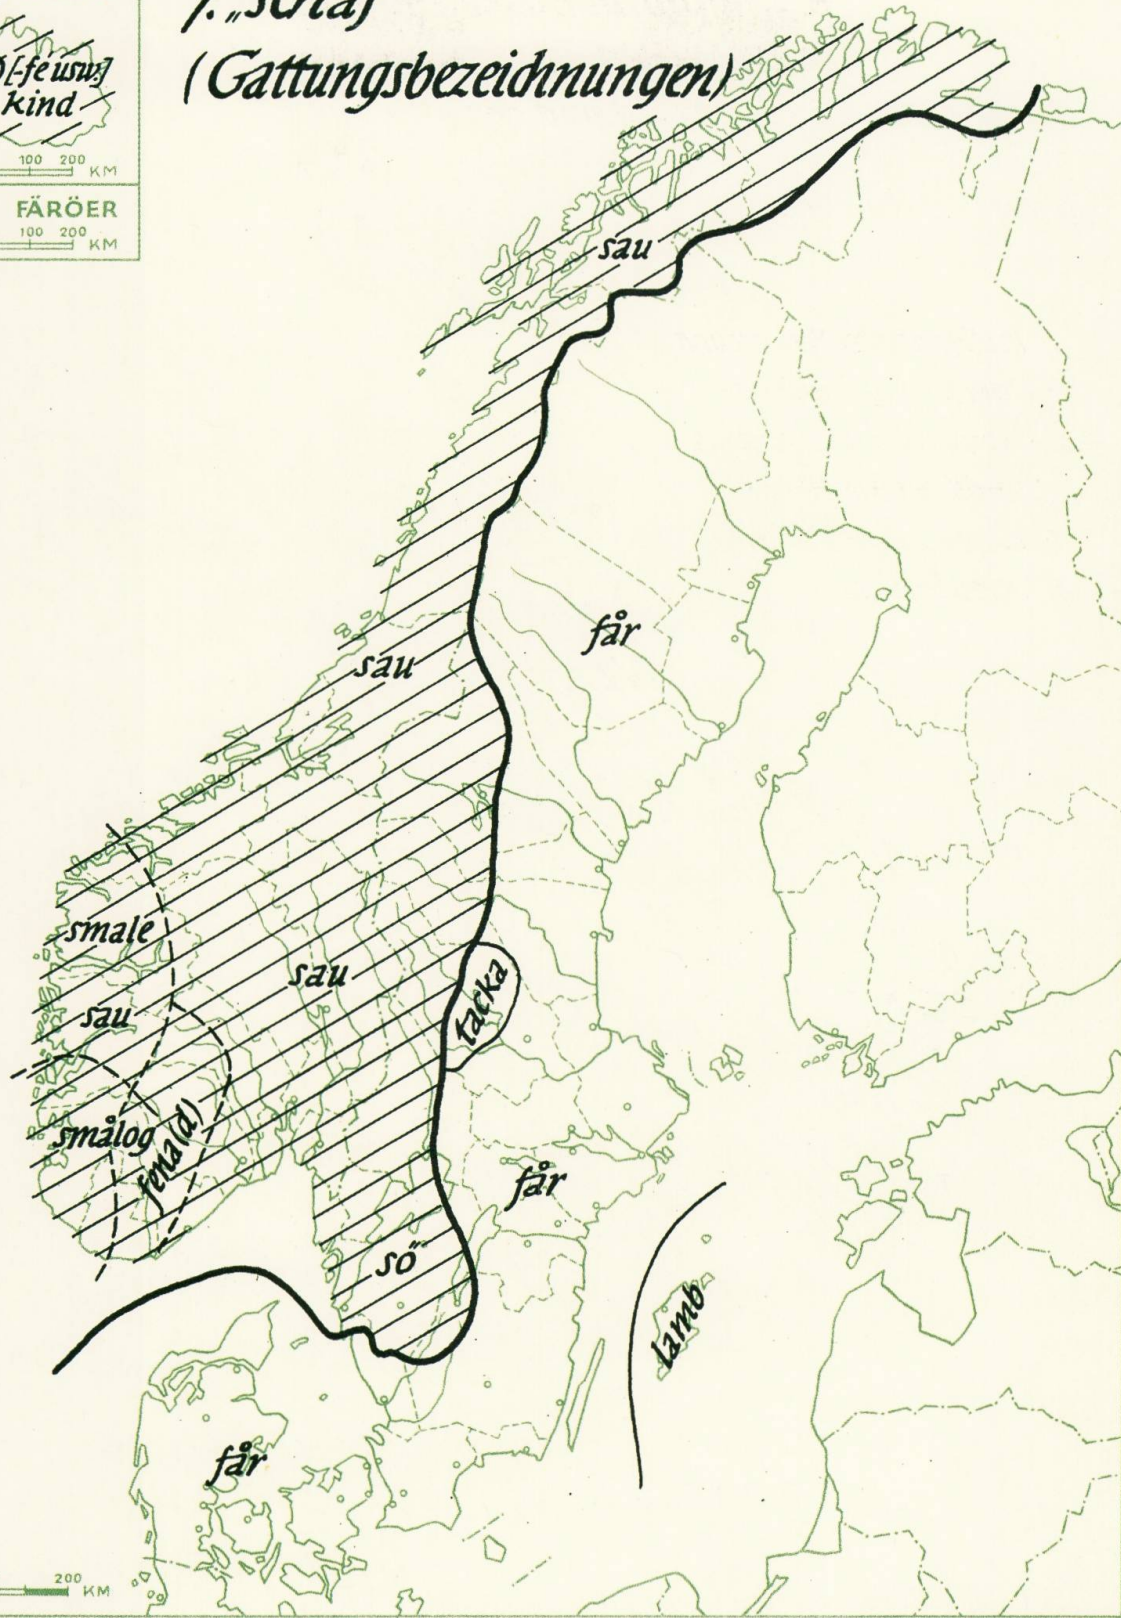 (Gattungsbezeichnungen)
[-fé usw.]
kind
100 200
KM
FÄRÖER
100 200
KM
sau
får
sau
smale
sau
sau
tacka
smålog
fena(d)
får
sö
lamb
får
200
KM